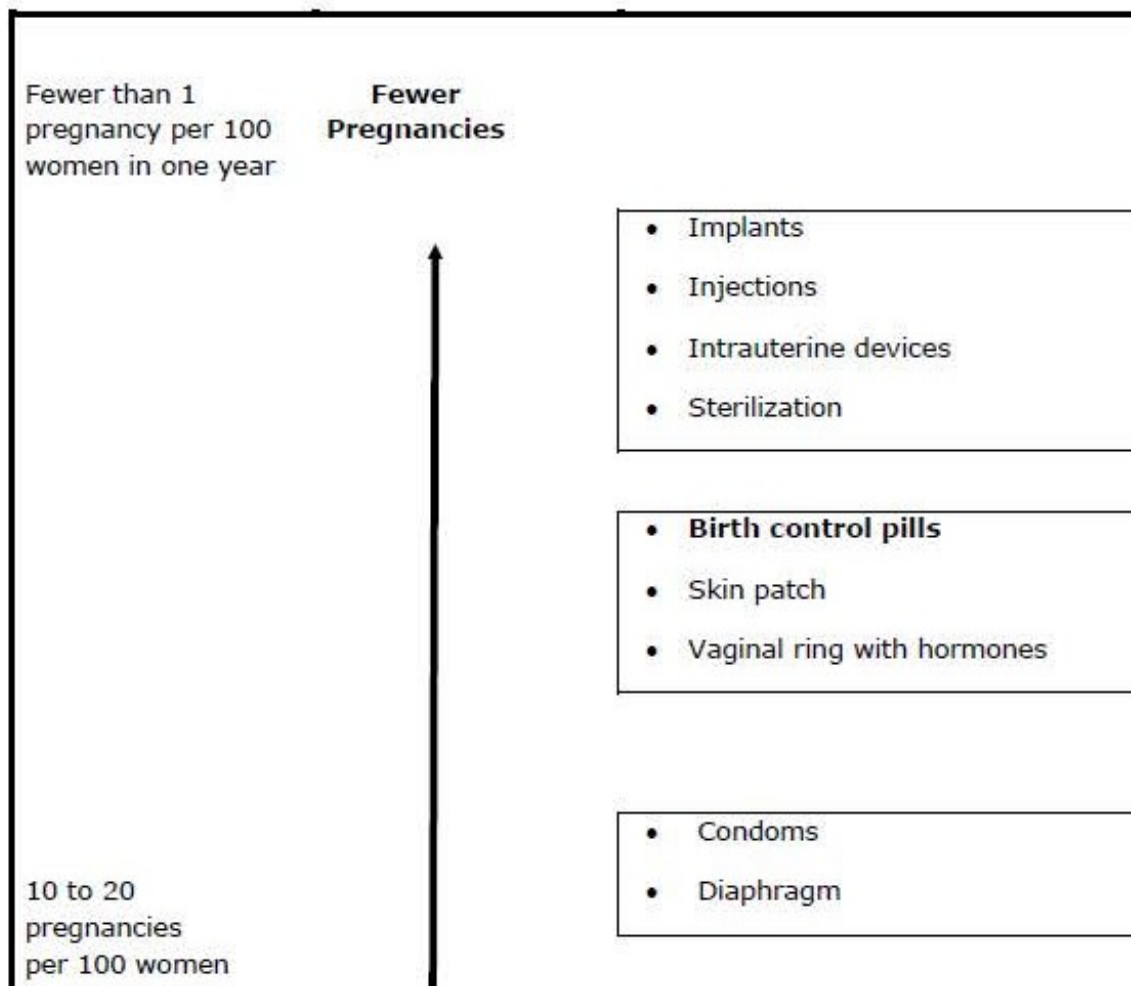 Fewer than 1
pregnancy per 100
women in one year
Fewer
Pregnancies
• Implants
• Injections
• Intrauterine devices
• Sterilization
• Birth control pills
• Skin patch
• Vaginal ring with hormones
• Condoms
• Diaphragm
10 to 20
pregnancies
per 100 women